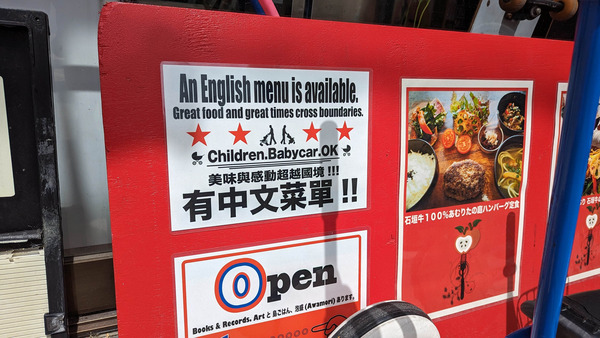 An English menu is available.
Great food and great times cross boundaries.
Children.Babycar.OK
美味與感動超越國境!!!
有中文菜單!!
Open
Books & Records. Art と 島ごはん、泡盛 (Awamori) あります。
石垣牛100%あむりたの庭ハンバーグ定食